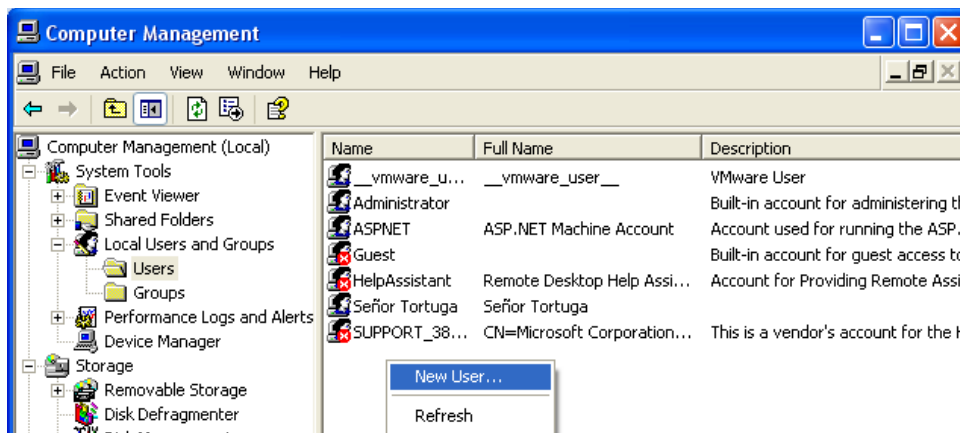 Computer Management
File Action View Window Help
Computer Management (Local)
System Tools
Event Viewer
Shared Folders
Local Users and Groups
Users
Groups
Performance Logs and Alerts
Device Manager
Storage
Removable Storage
Disk Defragmenter
Name Full Name Description
__vmware_u... __vmware_user__ VMware User
Administrator Built-in account for administering th
ASPNET ASP.NET Machine Account Account used for running the ASP.
Guest Built-in account for guest access to
HelpAssistant Remote Desktop Help Assi... Account for Providing Remote Assi
Señor Tortuga Señor Tortuga
SUPPORT_38... CN=Microsoft Corporation... This is a vendor's account for the H
New User...
Refresh